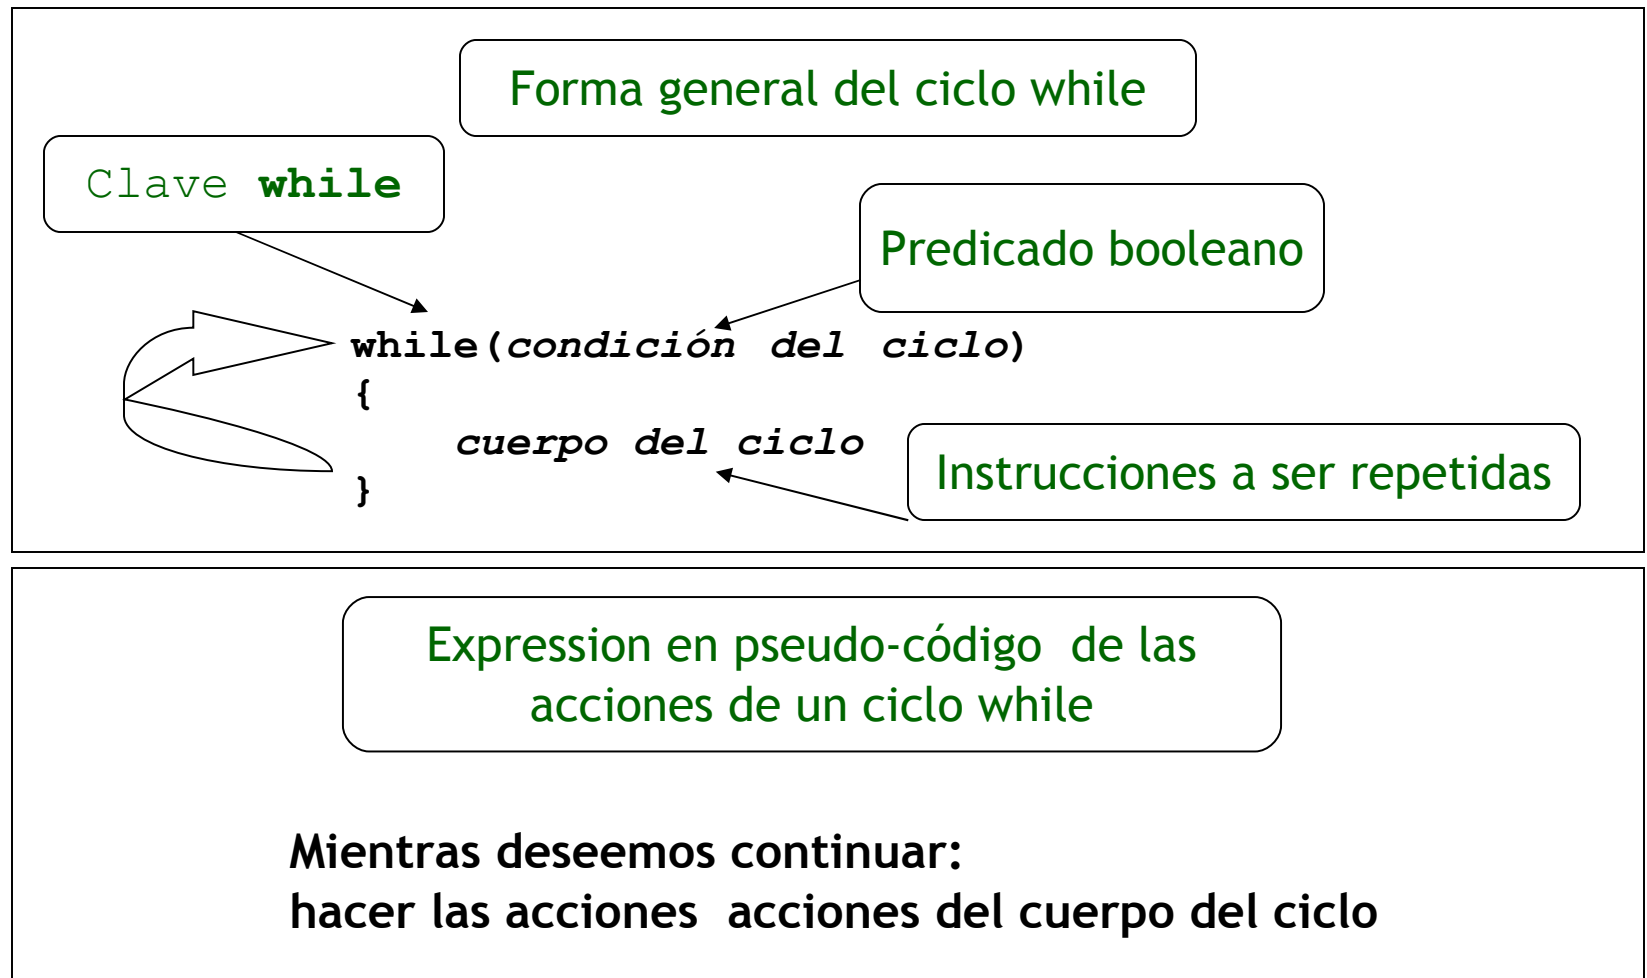 Forma general del ciclo while
Clave while
Predicado booleano
while(condición del ciclo)
{
cuerpo del ciclo
}
Instrucciones a ser repetidas
Expression en pseudo-código de las
acciones de un ciclo while
Mientras deseemos continuar:
hacer las acciones acciones del cuerpo del ciclo